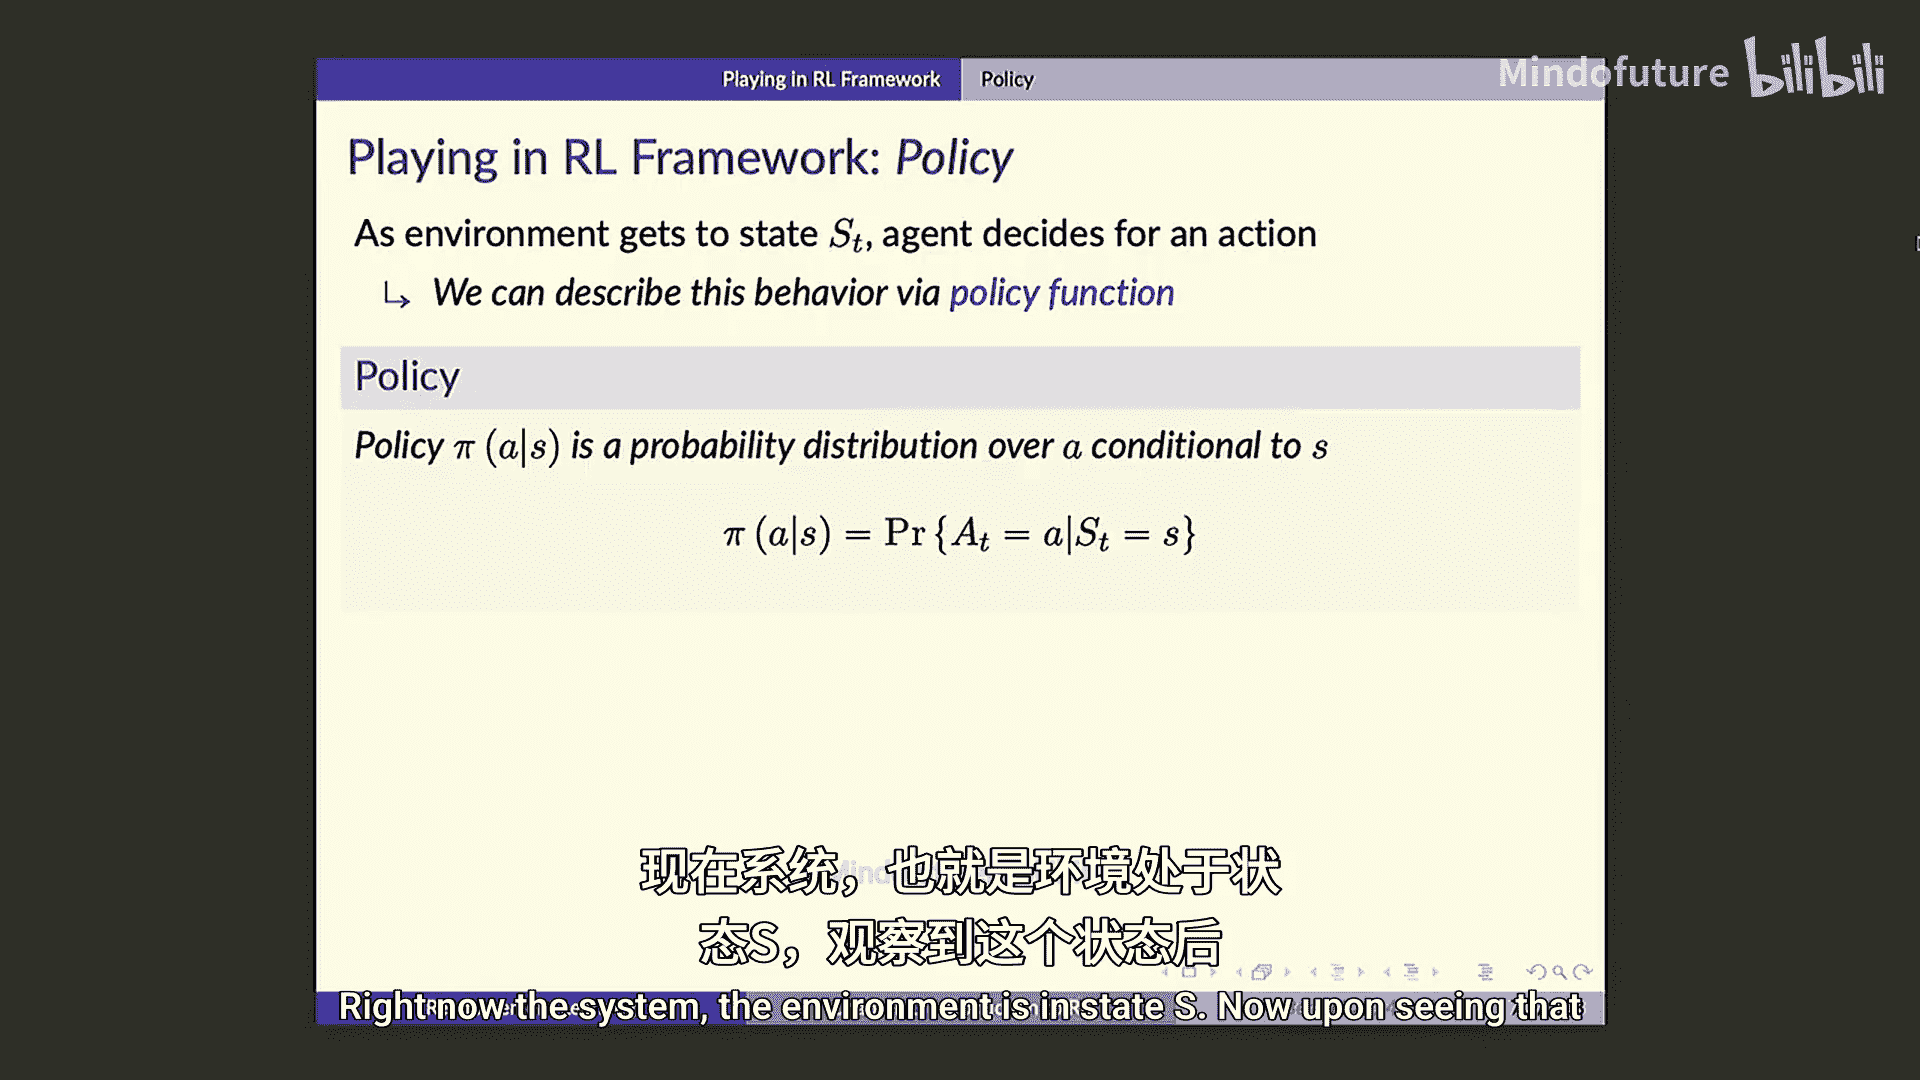 Playing in RL Framework Policy
Mindofuture bilibili
Playing in RL Framework: Policy
As environment gets to state Sₜ, agent decides for an action
↳ We can describe this behavior via policy function
Policy
Policy π (a|s) is a probability distribution over a conditional to s
π (a|s) = Pr {Aₜ = a|Sₜ = s}
现在系统，也就是环境处于状
态S，观察到这个状态后
Right now the system, the environment is in state S. Now upon seeing that